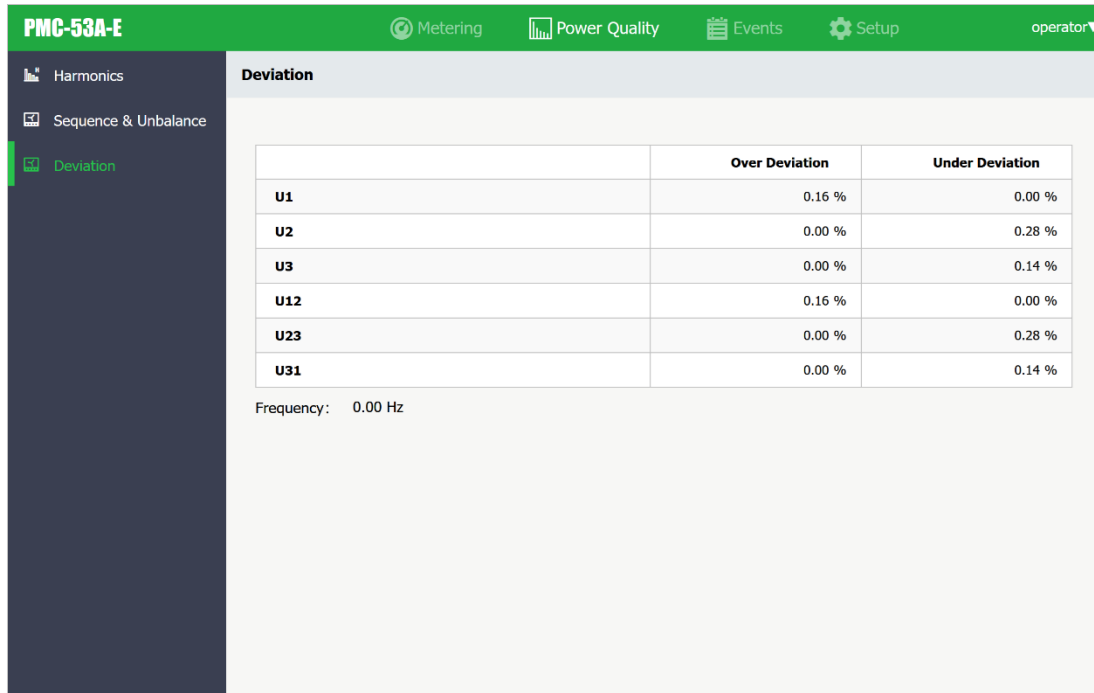 PMC-53A-E Metering Power Quality Events Setup operator
Harmonics
Sequence & Unbalance
Deviation
Deviation
Over Deviation Under Deviation
U1 0.16 % 0.00 %
U2 0.00 % 0.28 %
U3 0.00 % 0.14 %
U12 0.16 % 0.00 %
U23 0.00 % 0.28 %
U31 0.00 % 0.14 %
Frequency: 0.00 Hz